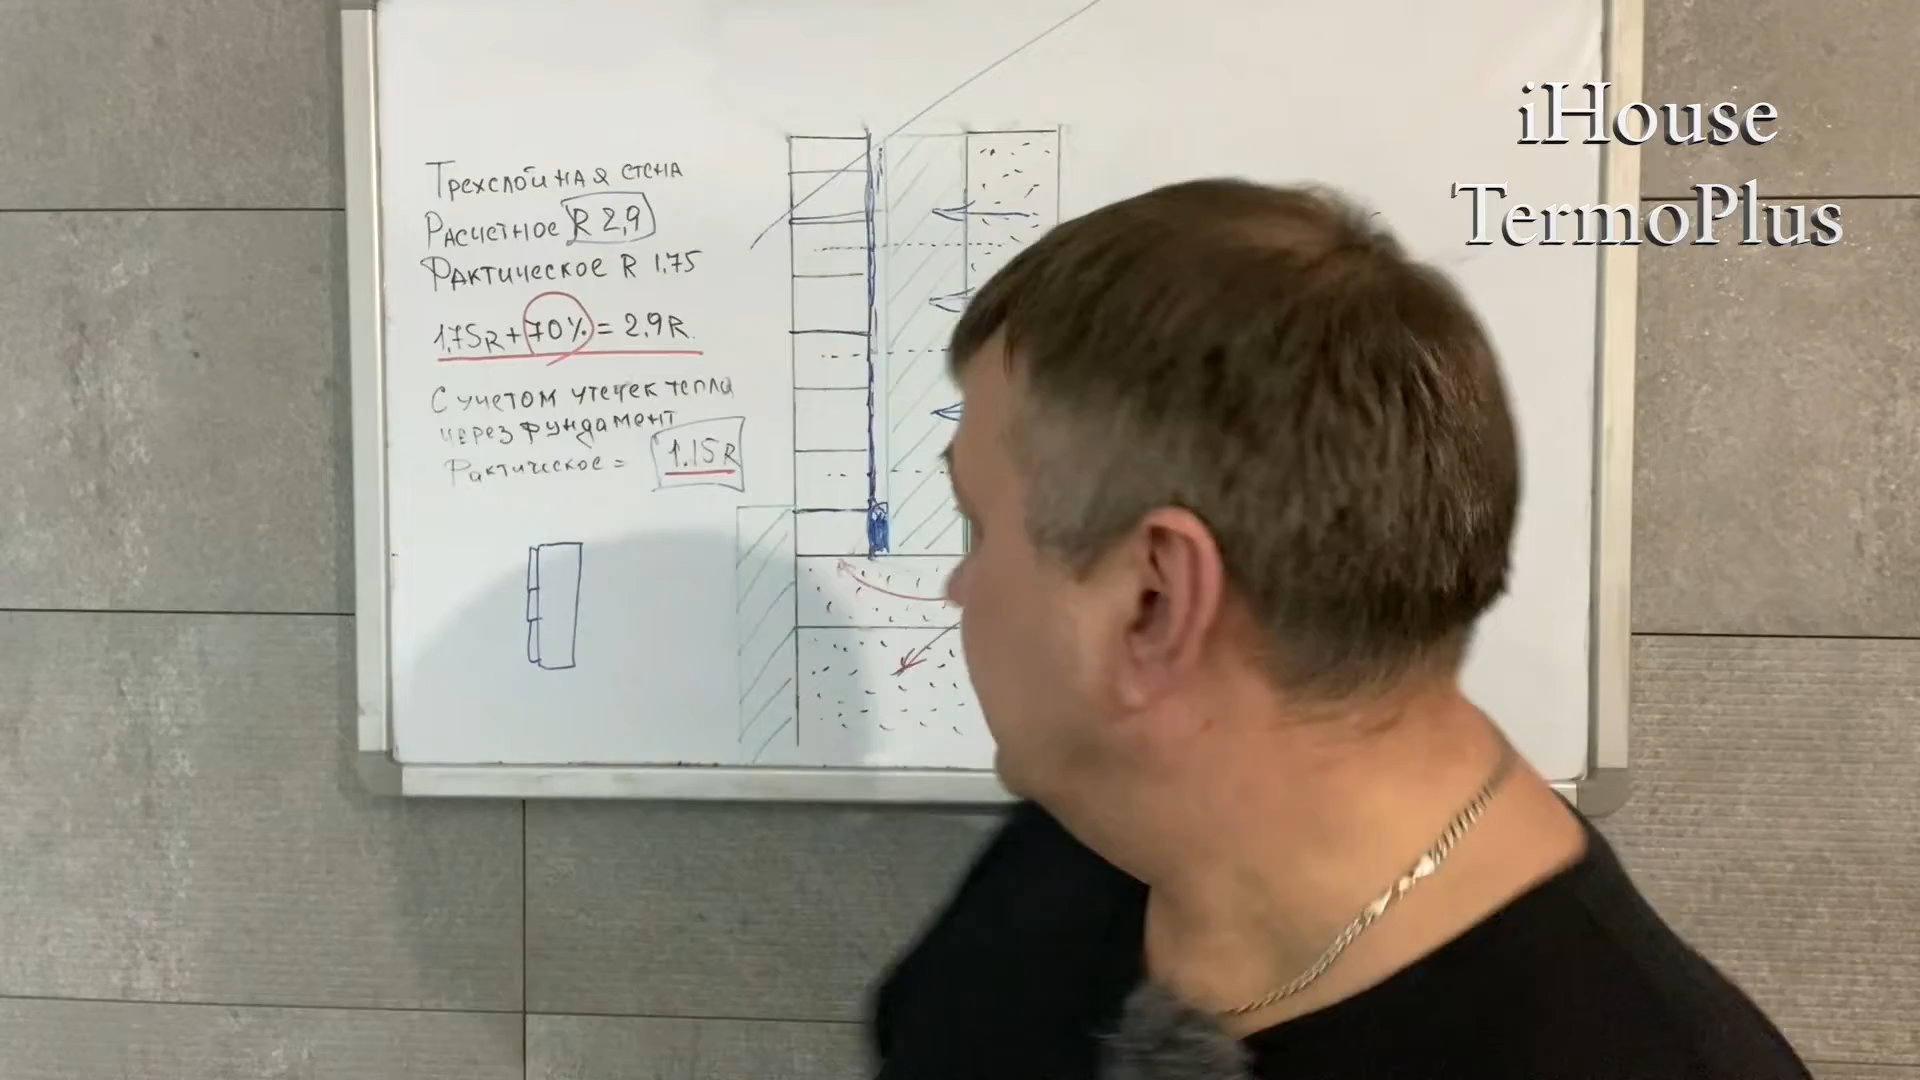 Трехслойная стена
Расчетное R 2,9
Фактическое R 1.75
1,75R + 70% = 2.9R
С учетом утечек тепла
через фундамент
Фактическое = 1.15R
iHouse
TermoPlus